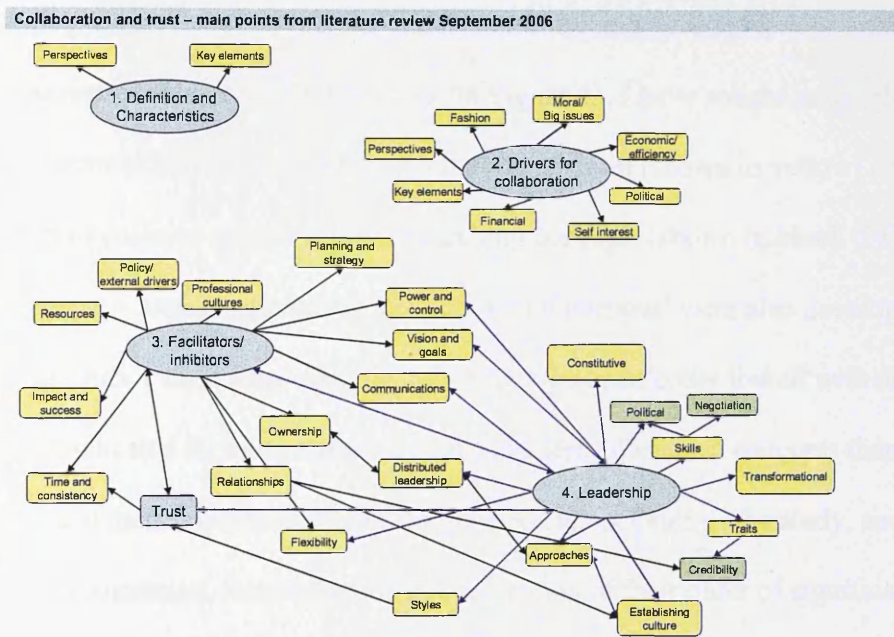 Collaboration and trust – main points from literature review September 2006
Perspectives
Key elements
1. Definition and
Characteristics
Fashion
Moral/
Big issues
Perspectives
Economic/
efficiency
2. Drivers for
collaboration
Key elements
Political
Financial
Self interest
Planning and
strategy
Policy/
external drivers
Professional
cultures
Resources
Power and
control
3. Facilitators/
inhibitors
Vision and
goals
Constitutive
Communications
Impact and
success
Political
Negotiation
Ownership
Skills
Time and
consistency
Relationships
Distributed
leadership
4. Leadership
Transformational
Trust
Traits
Flexibility
Approaches
Credibility
Styles
Establishing
culture